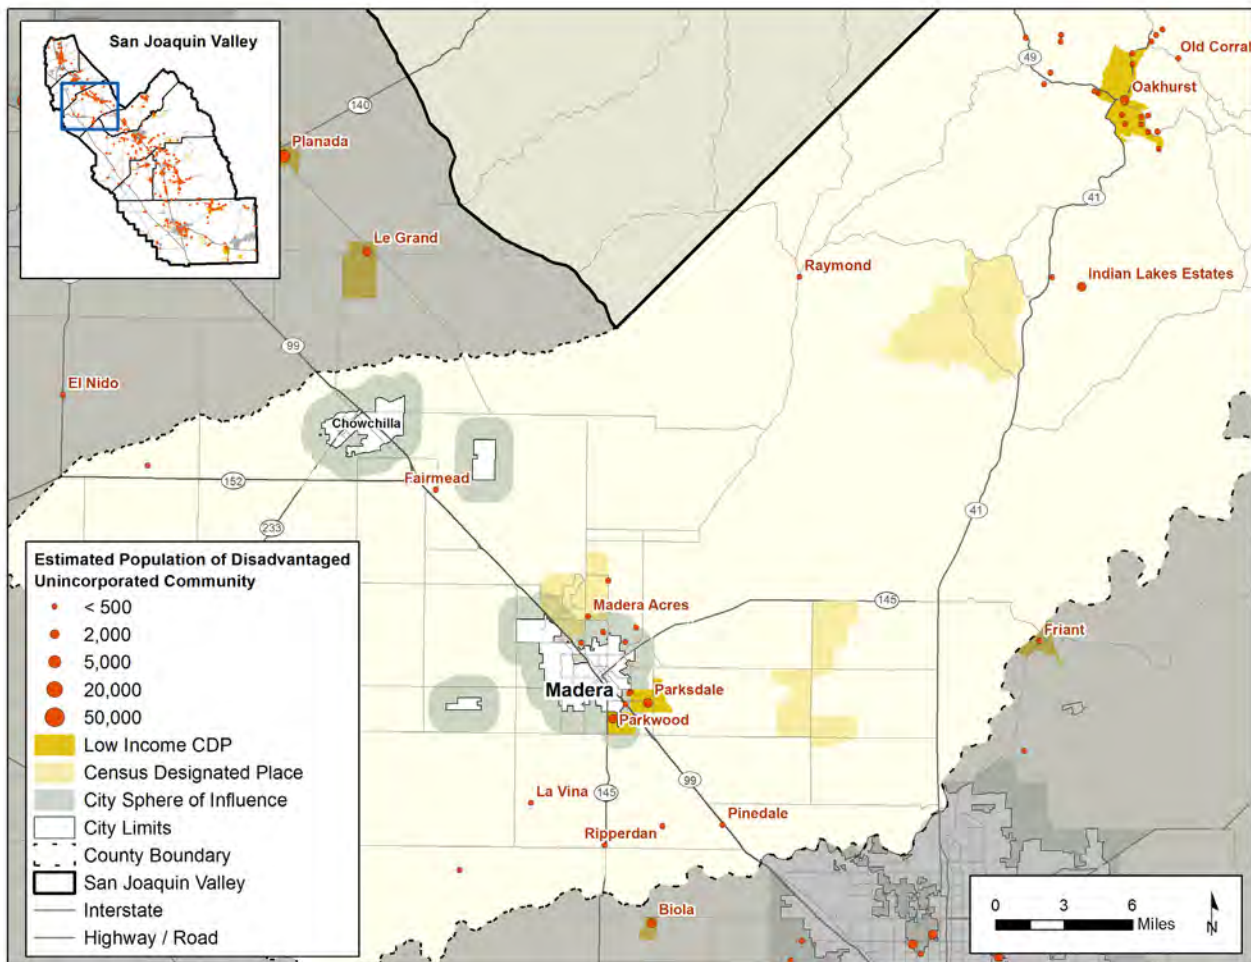 San Joaquin Valley
49
Old Corral
Oakhurst
140
Planada
41
Le Grand
Raymond
Indian Lakes Estates
99
El Nido
Chowchilla
152
Fairmead
233
41
Estimated Population of Disadvantaged
Unincorporated Community
< 500
2,000
5,000
20,000
50,000
Low Income CDP
Census Designated Place
City Sphere of Influence
City Limits
County Boundary
San Joaquin Valley
Interstate
Highway / Road
Madera Acres
145
Friant
Madera
Parksdale
Parkwood
99
La Vina
145
Pinedale
Ripperdan
Biola
0 3 6
Miles
N